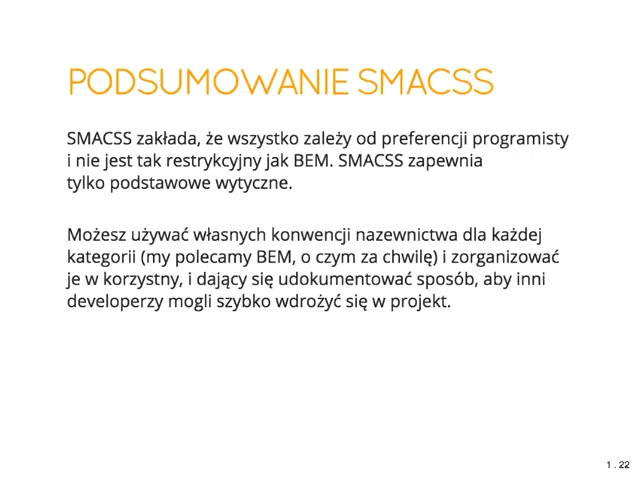 PODSUMOWANIE SMACSS
SMACSS zakłada, że wszystko zależy od preferencji programisty
i nie jest tak restrykcyjny jak BEM. SMACSS zapewnia
tylko podstawowe wytyczne.
Możesz używać własnych konwencji nazewnictwa dla każdej
kategorii (my polecamy BEM, o czym za chwilę) i zorganizować
je w korzystny, i dający się udokumentować sposób, aby inni
developerzy mogli szybko wdrożyć się w projekt.
1 . 22